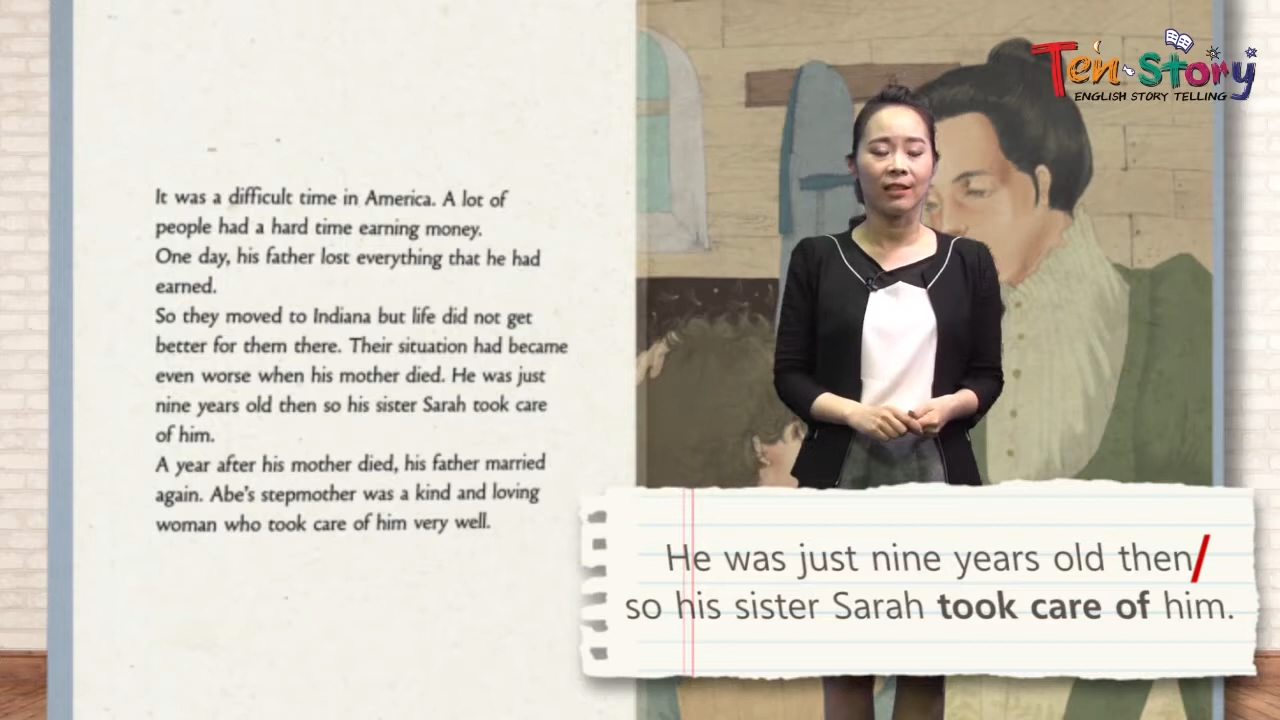 Ten Story
ENGLISH STORY TELLING
It was a difficult time in America. A lot of
people had a hard time earning money.
One day, his father lost everything that he had
earned.
So they moved to Indiana but life did not get
better for them there. Their situation had became
even worse when his mother died. He was just
nine years old then so his sister Sarah took care
of him.
A year after his mother died, his father married
again. Abe's stepmother was a kind and loving
woman who took care of him very well.
He was just nine years old then/
so his sister Sarah took care of him.